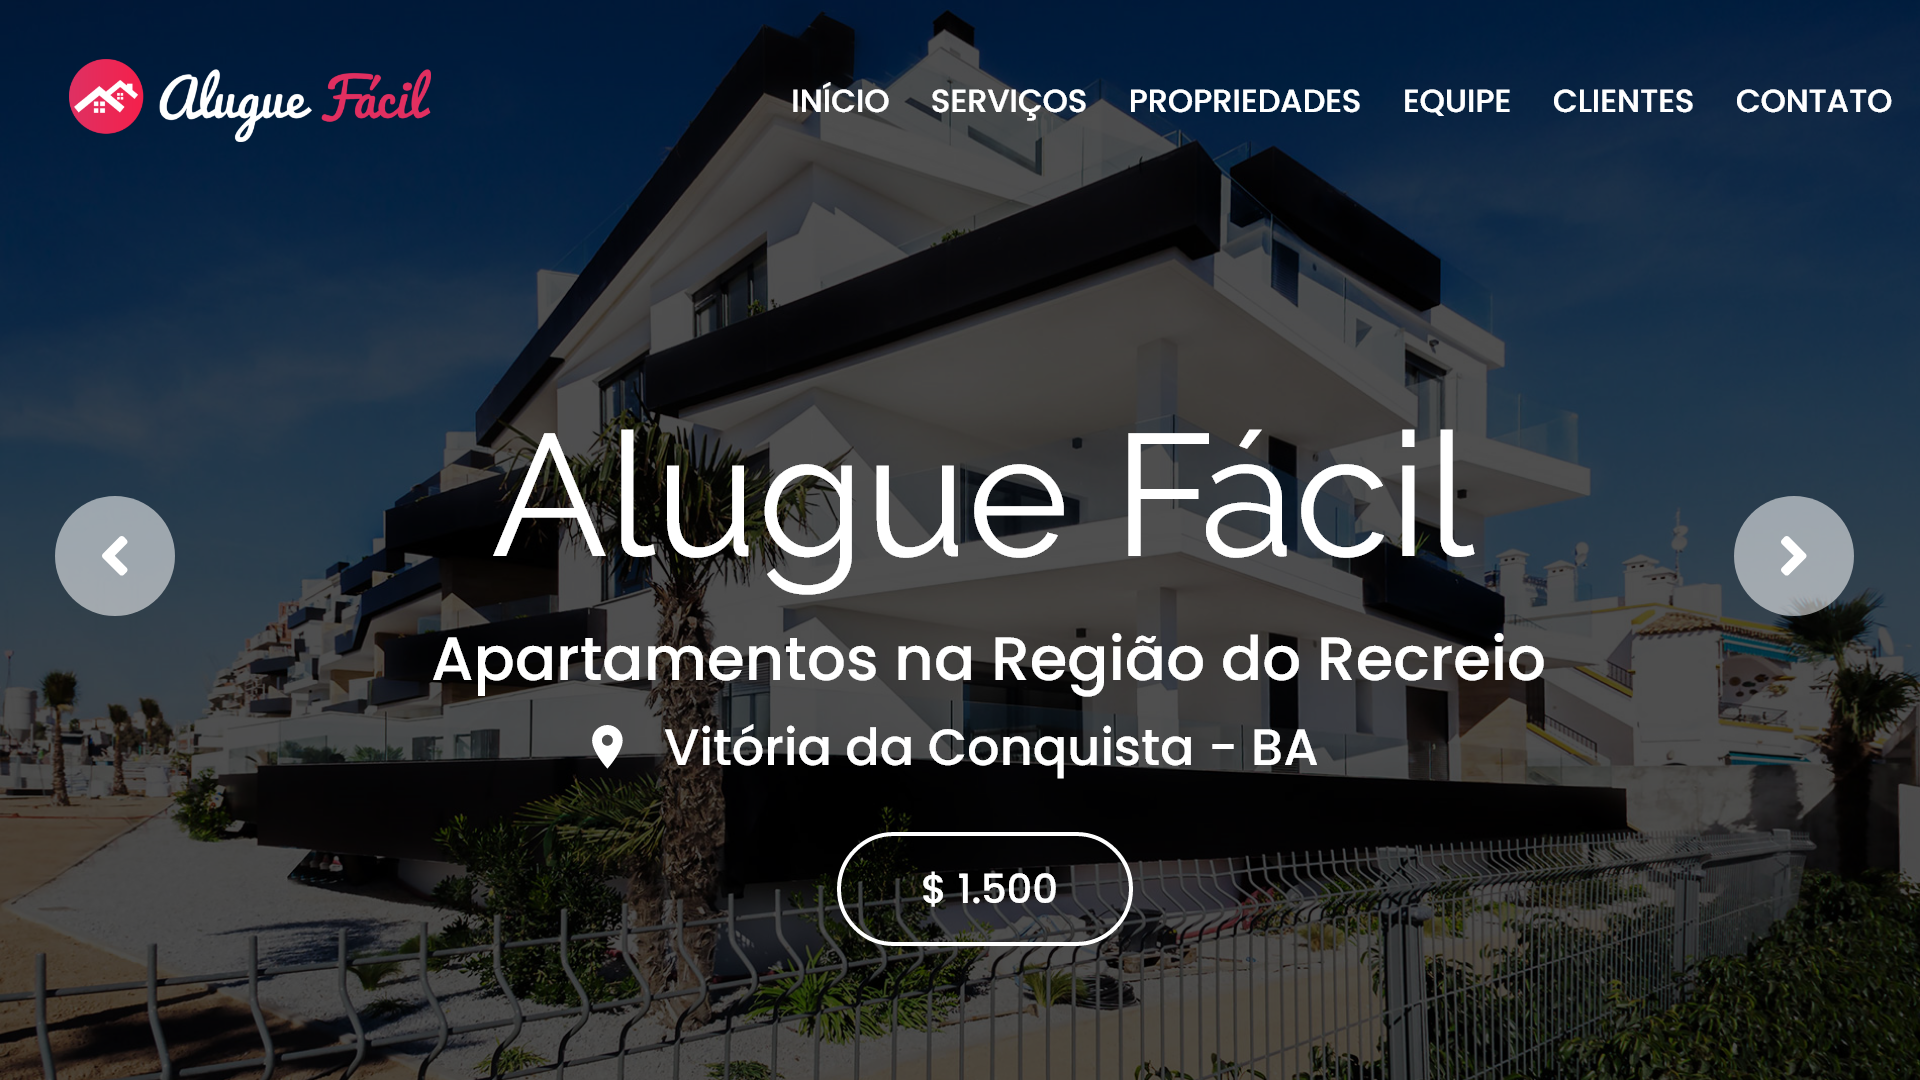 Alugue Fácil
INÍCIO SERVIÇOS PROPRIEDADES EQUIPE CLIENTES CONTATO
Alugue Fácil
Apartamentos na Região do Recreio
Vitória da Conquista - BA
$ 1.500